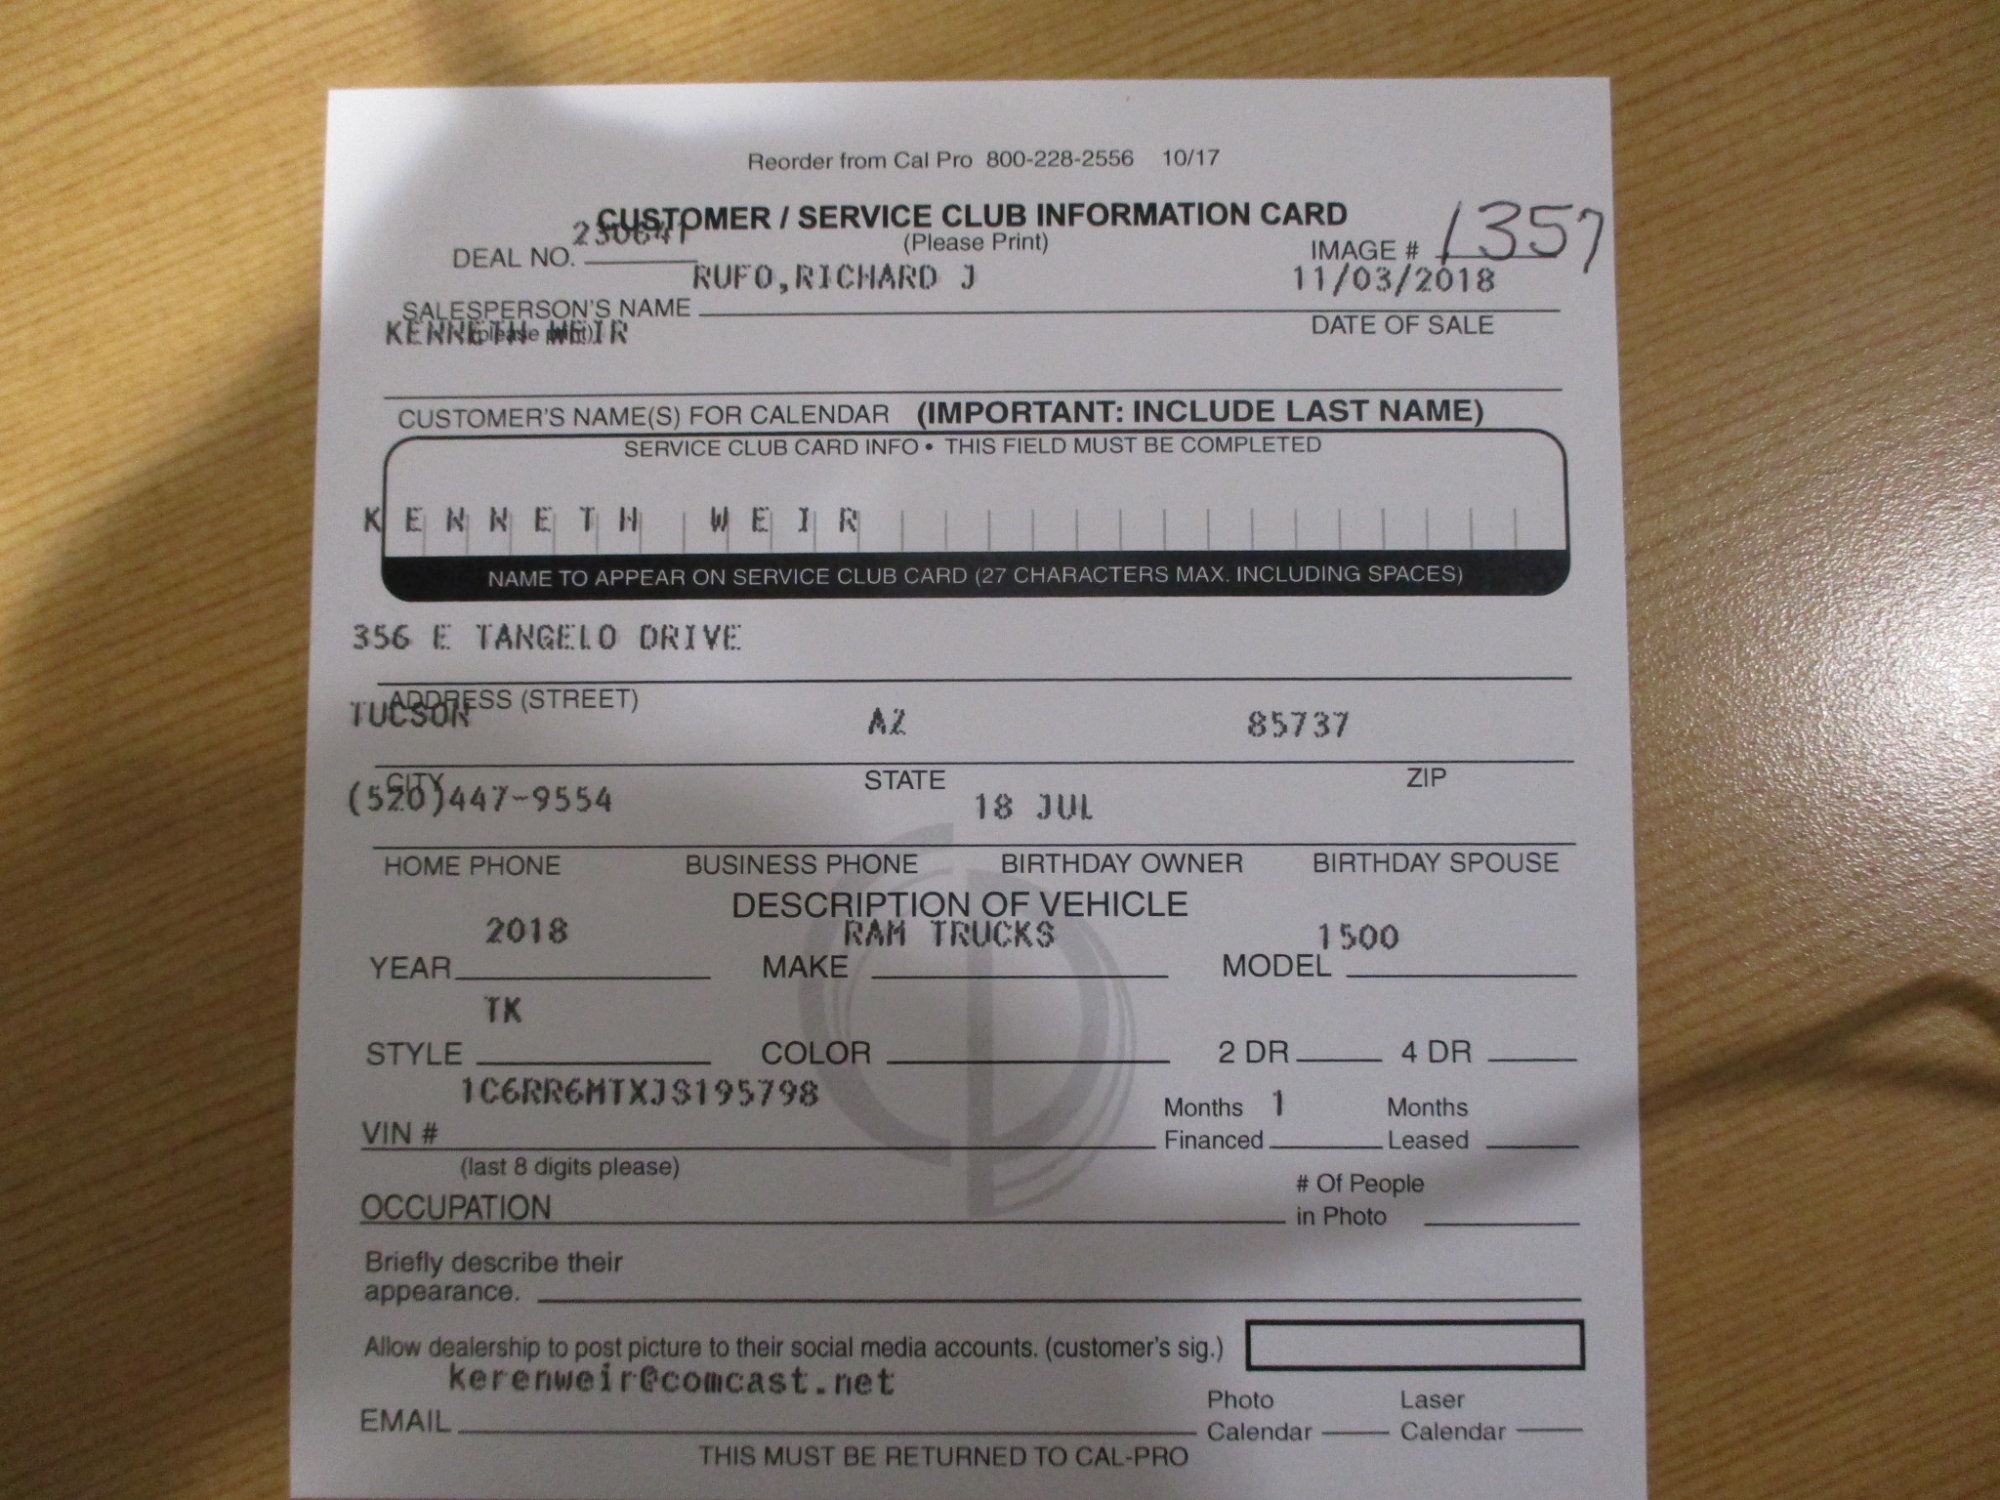 Reorder from Cal Pro 800-228-2556 10/17
CUSTOMER / SERVICE CLUB INFORMATION CARD
(Please Print)
DEAL NO. IMAGE # 1357
RUFO,RICHARD J 11/03/2018
SALESPERSON'S NAME DATE OF SALE
(please print)
KENNETH WEIR
CUSTOMER'S NAME(S) FOR CALENDAR (IMPORTANT: INCLUDE LAST NAME)
SERVICE CLUB CARD INFO • THIS FIELD MUST BE COMPLETED
KENNETH WEIR
NAME TO APPEAR ON SERVICE CLUB CARD (27 CHARACTERS MAX. INCLUDING SPACES)
356 E TANGELO DRIVE
ADDRESS (STREET)
TUCSON AZ 85737
CITY STATE ZIP
(520)447-9554 18 JUL
HOME PHONE BUSINESS PHONE BIRTHDAY OWNER BIRTHDAY SPOUSE
DESCRIPTION OF VEHICLE
2018 RAM TRUCKS 1500
YEAR MAKE MODEL
TK
STYLE COLOR 2 DR 4 DR
1C6RR6MTXJS195798
VIN # Months Financed 1 Months Leased
(last 8 digits please)
OCCUPATION # Of People in Photo
Briefly describe their
appearance.
Allow dealership to post picture to their social media accounts. (customer's sig.)
kerenweir@comcast.net
EMAIL Photo Calendar Laser Calendar
THIS MUST BE RETURNED TO CAL-PRO